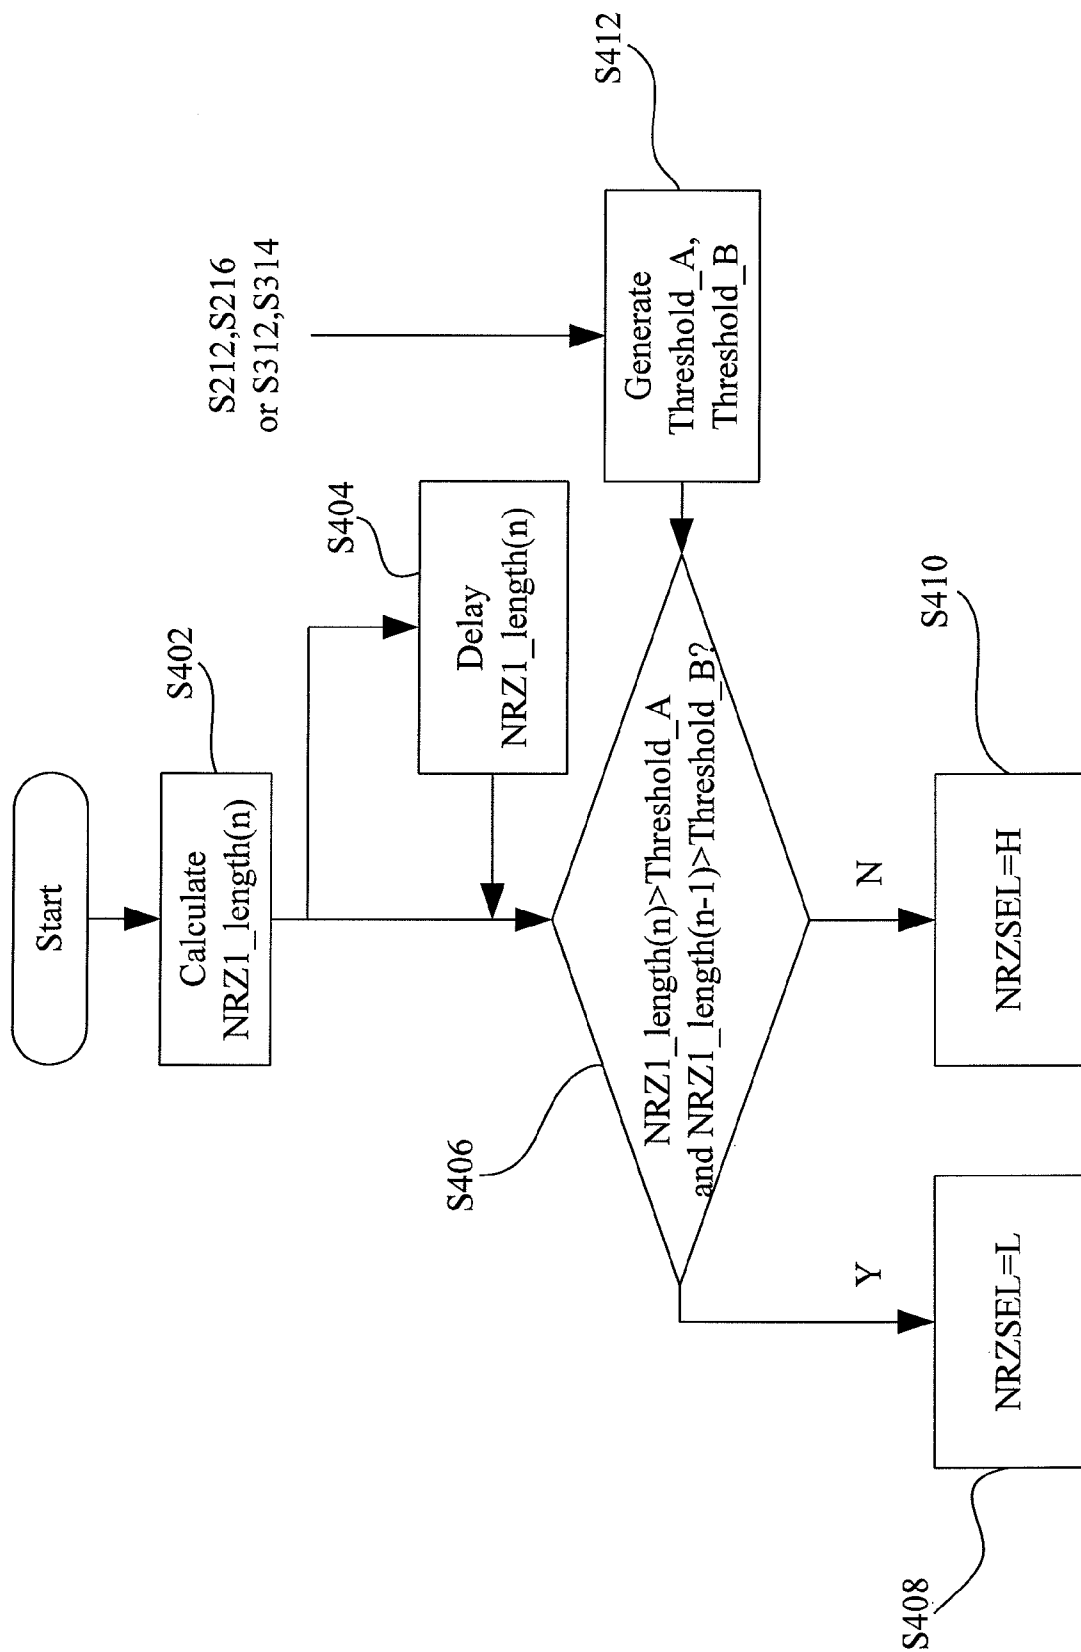 Start
Calculate
NRZ1_length(n)
S402
Delay
NRZ1_length(n)
S404
S212,S216
or S312,S314
Generate
Threshold_A,
Threshold_B
S412
NRZ1_length(n)>Threshold_A
and NRZ1_length(n-1)>Threshold_B?
S406
Y
N
NRZSEL=L
S408
NRZSEL=H
S410